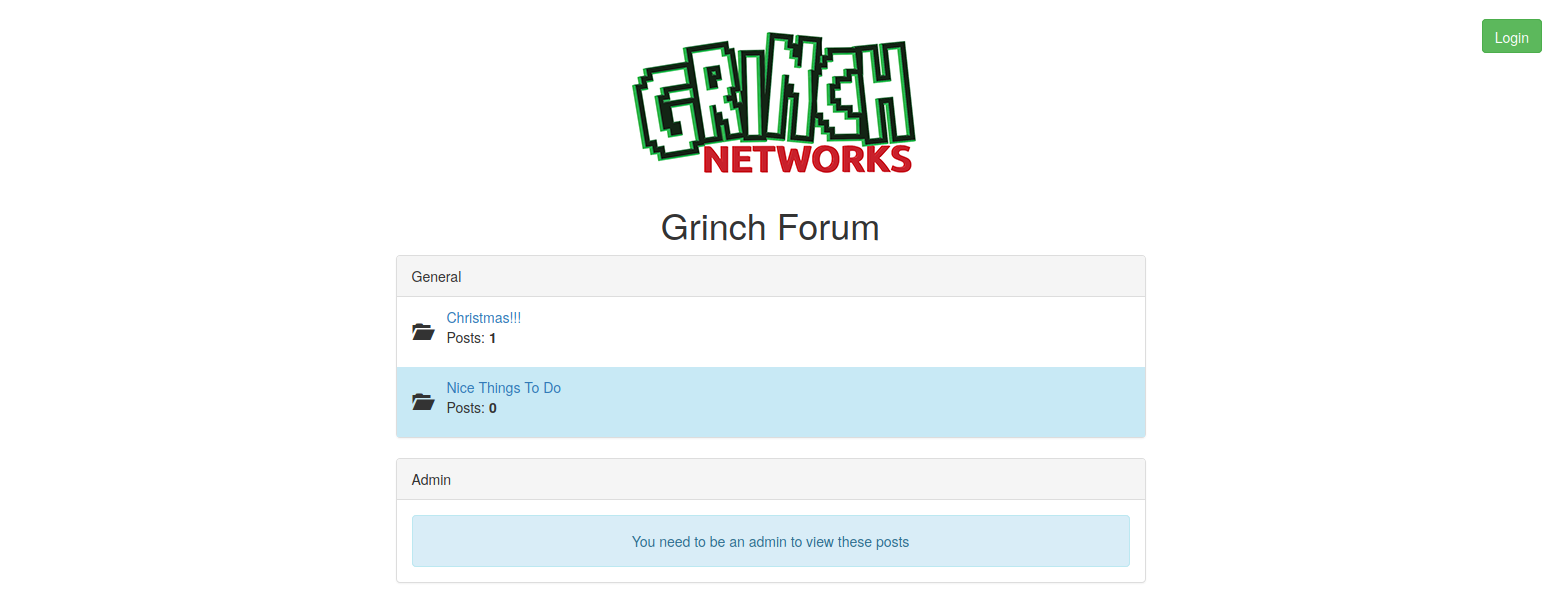 Login
GRINCH
NETWORKS
Grinch Forum
General
Christmas!!!
Posts: 1
Nice Things To Do
Posts: 0
Admin
You need to be an admin to view these posts